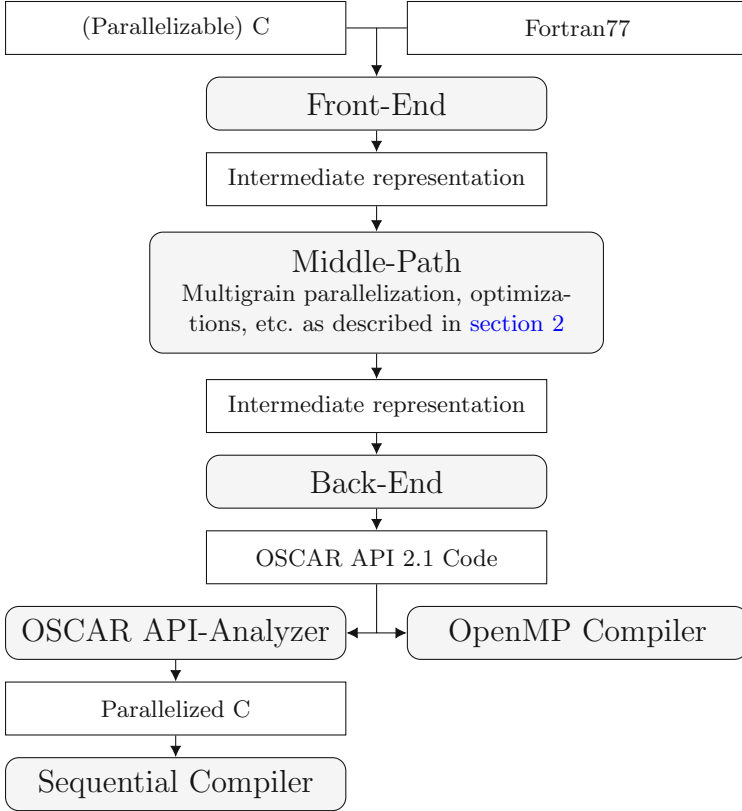 (Parallelizable) C
Fortran77
Front-End
Intermediate representation
Middle-Path
Multigrain parallelization, optimiza-
tions, etc. as described in section 2
Intermediate representation
Back-End
OSCAR API 2.1 Code
OSCAR API-Analyzer
OpenMP Compiler
Parallelized C
Sequential Compiler